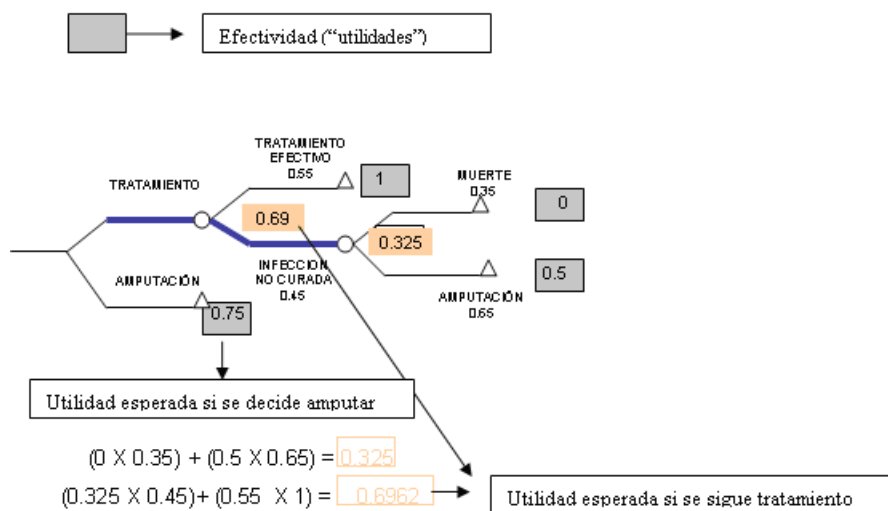 Efectividad (“utilidades”)
TRATAMIENTO
EFECTIVO
0.55
1
MUERTE
0.35
0
TRATAMIENTO
0.69
0.325
INFECCION
NO CURADA
0.45
AMPUTACIÓN
0.75
0.5
AMPUTACIÓN
0.65
Utilidad esperada si se decide amputar
(0 X 0.35) + (0.5 X 0.65) = 0.325
(0.325 X 0.45)+ (0.55 X 1) = 0.6962
Utilidad esperada si se sigue tratamiento